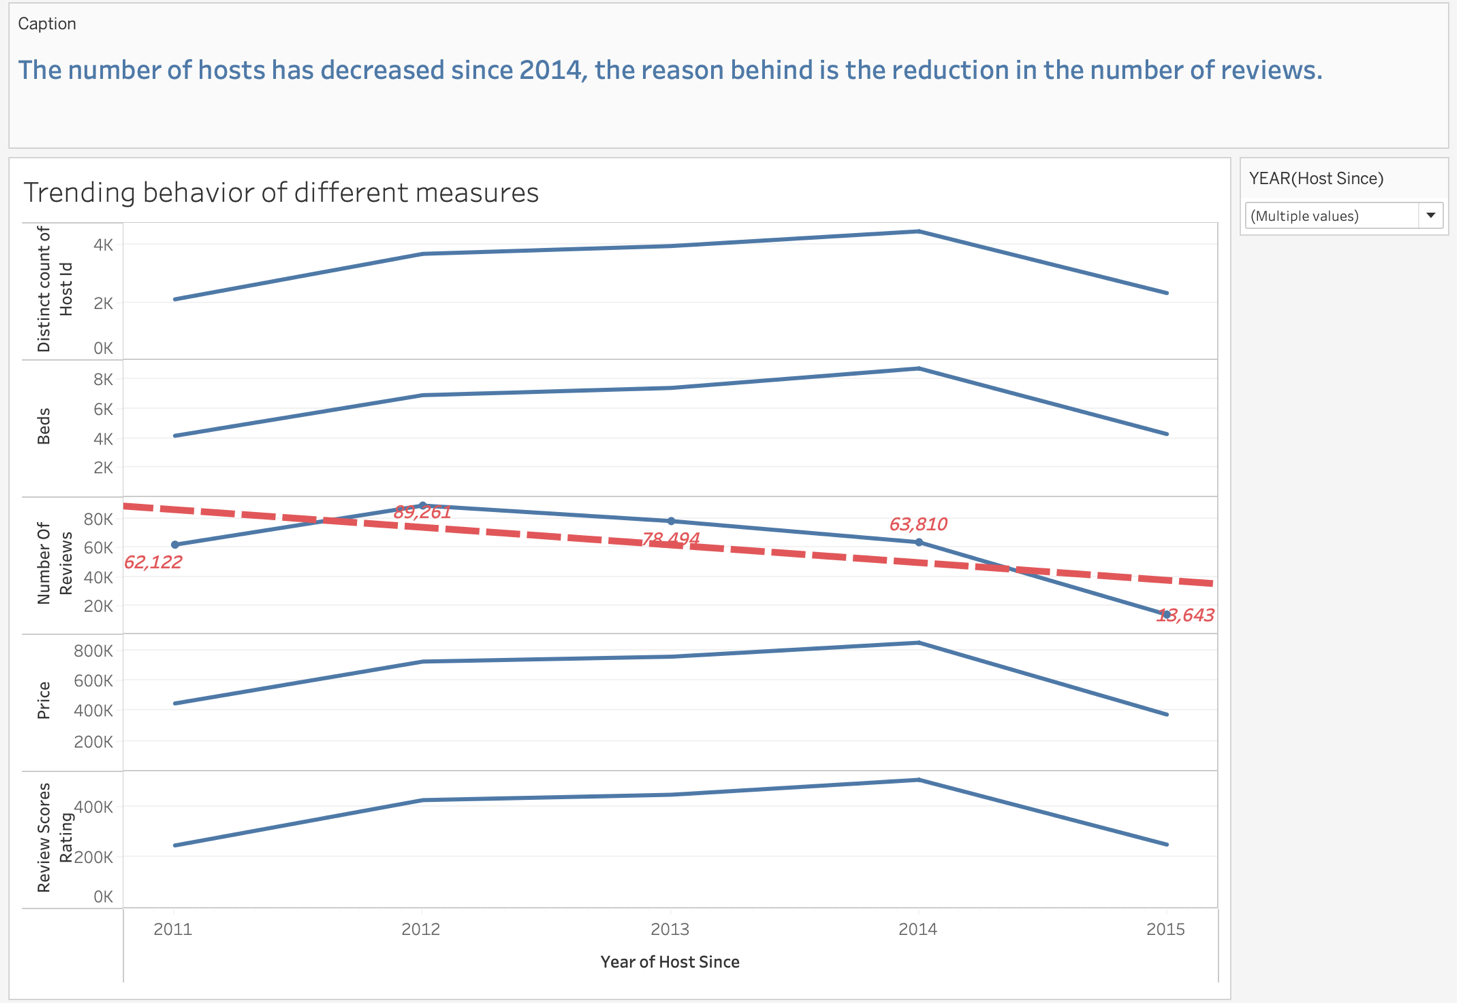 Caption
The number of hosts has decreased since 2014, the reason behind is the reduction in the number of reviews.
Trending behavior of different measures
YEAR(Host Since)
(Multiple values)
Distinct count of
Host Id
4K
2K
0K
Beds
8K
6K
4K
2K
Number Of
Reviews
80K
60K
40K
20K
62,122
89,261
78,494
63,810
13,643
Price
800K
600K
400K
200K
Review Scores
Rating
400K
200K
0K
2011
2012
2013
2014
2015
Year of Host Since